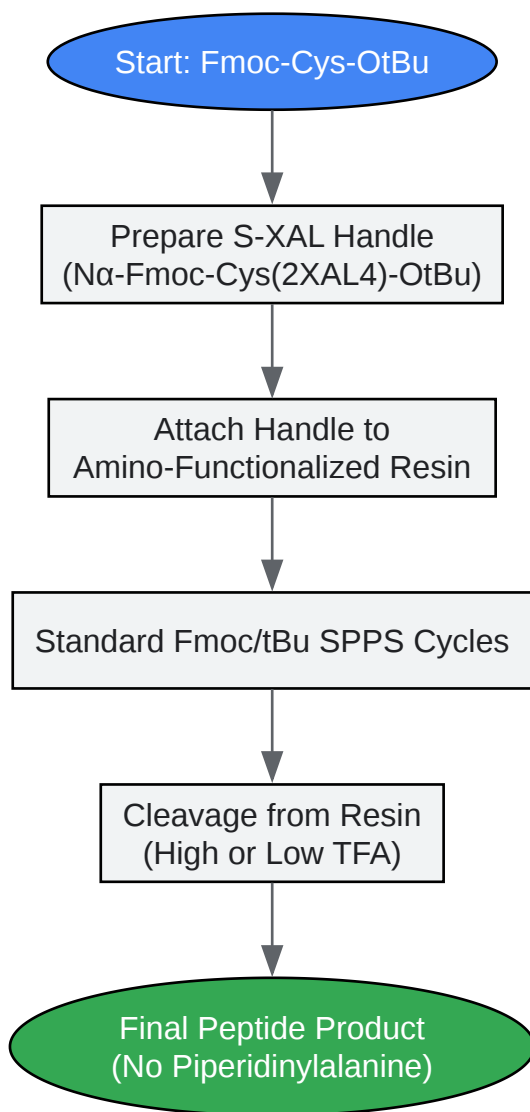 Start: Fmoc-Cys-OtBu
Prepare S-XAL Handle
(Nα-Fmoc-Cys(2XAL4)-OtBu)
Attach Handle to
Amino-Functionalized Resin
Standard Fmoc/tBu SPPS Cycles
Cleavage from Resin
(High or Low TFA)
Final Peptide Product
(No Piperidinylalanine)